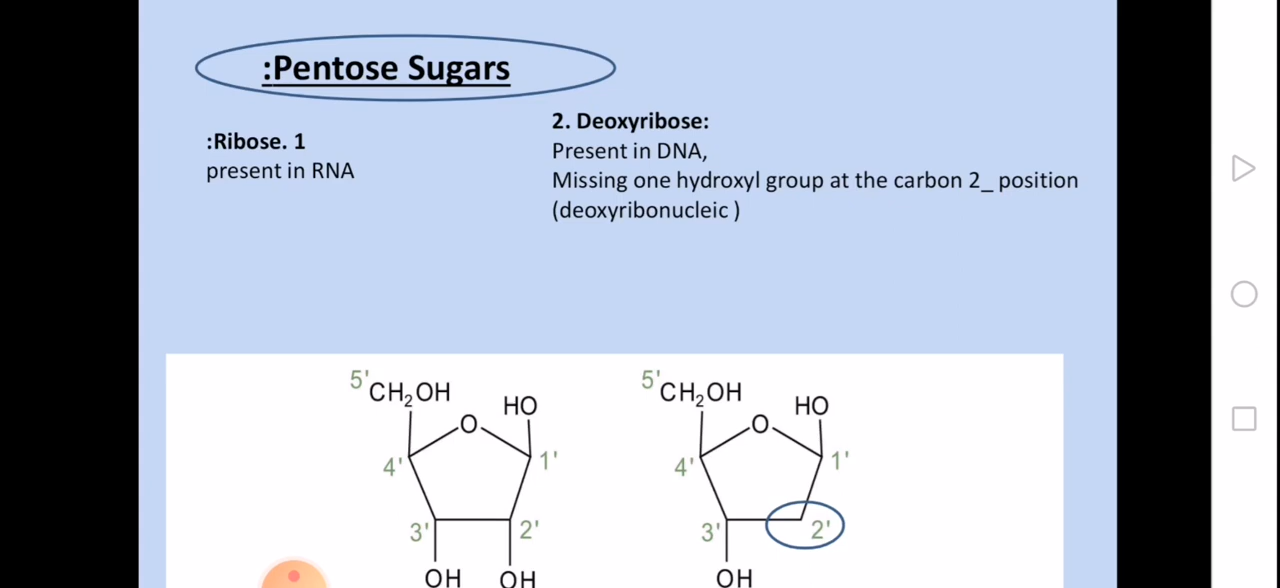 :Pentose Sugars
:Ribose. 1
present in RNA
2. Deoxyribose:
Present in DNA,
Missing one hydroxyl group at the carbon 2_ position
(deoxyribonucleic )
5'
CH₂OH
HO
O
4'
1'
3'
2'
OH
OH
5'
CH₂OH
HO
O
4'
1'
3'
2'
OH